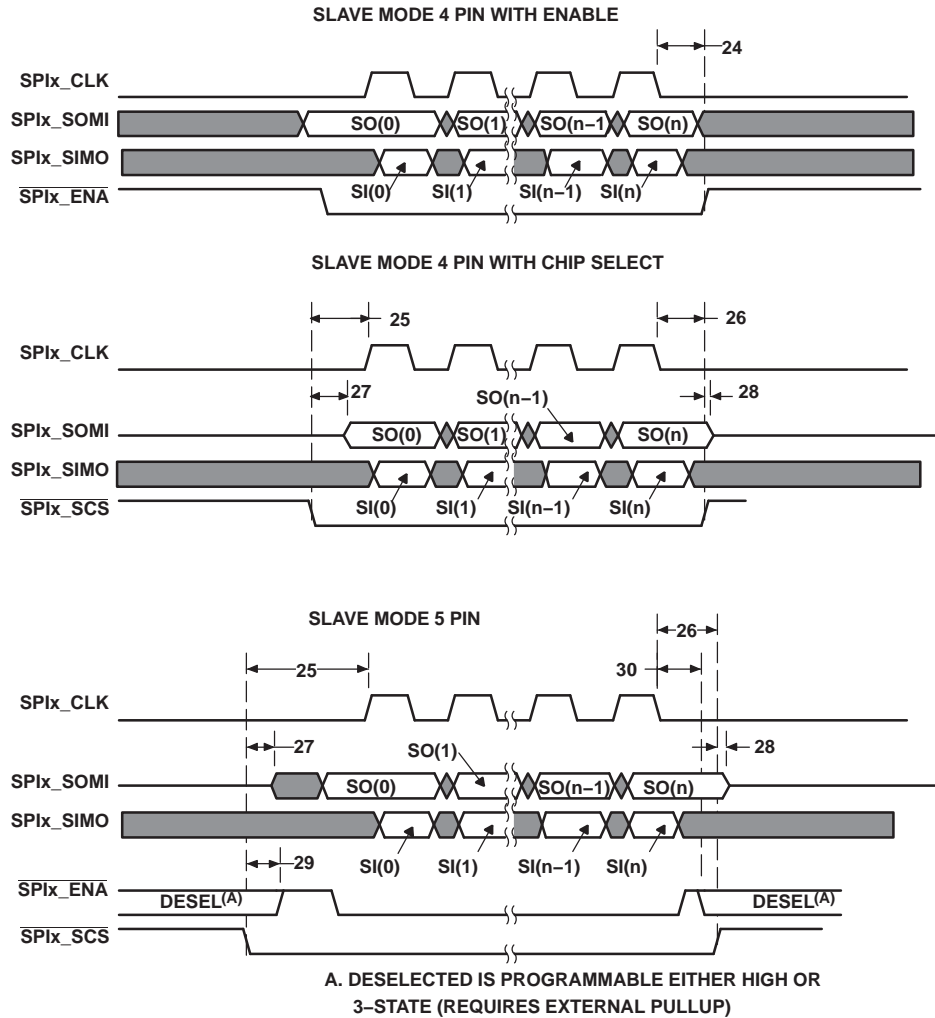 SLAVE MODE 4 PIN WITH ENABLE
24
SPIx_CLK
SPIx_SOMI
SO(0) SO(1) SO(n−1 SO(n)
SPIx_SIMO
SPIx_ENA
SI(0) SI(1) SI(n−1) SI(n)
SLAVE MODE 4 PIN WITH CHIP SELECT
25 26
SPIx_CLK
27 SO(n−1) 28
SPIx_SOMI
SO(0) SO(1) SO(n)
SPIx_SIMO
SPIx_SCS
SI(0) SI(1) SI(n−1) SI(n)
SLAVE MODE 5 PIN
26
25 30
SPIx_CLK
27 SO(1) 28
SPIx_SOMI
SO(0) SO(n−1) SO(n)
SPIx_SIMO
29 SI(0) SI(1) SI(n−1) SI(n)
SPIx_ENA
DESEL(A) DESEL(A)
SPIx_SCS
A. DESELECTED IS PROGRAMMABLE EITHER HIGH OR
3−STATE (REQUIRES EXTERNAL PULLUP)